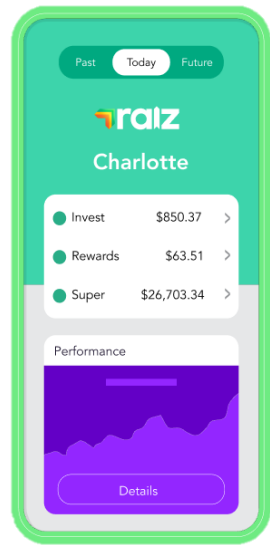 Past Today Future
raiz
Charlotte
Invest $850.37
Rewards $63.51
Super $26,703.34
Performance
Details